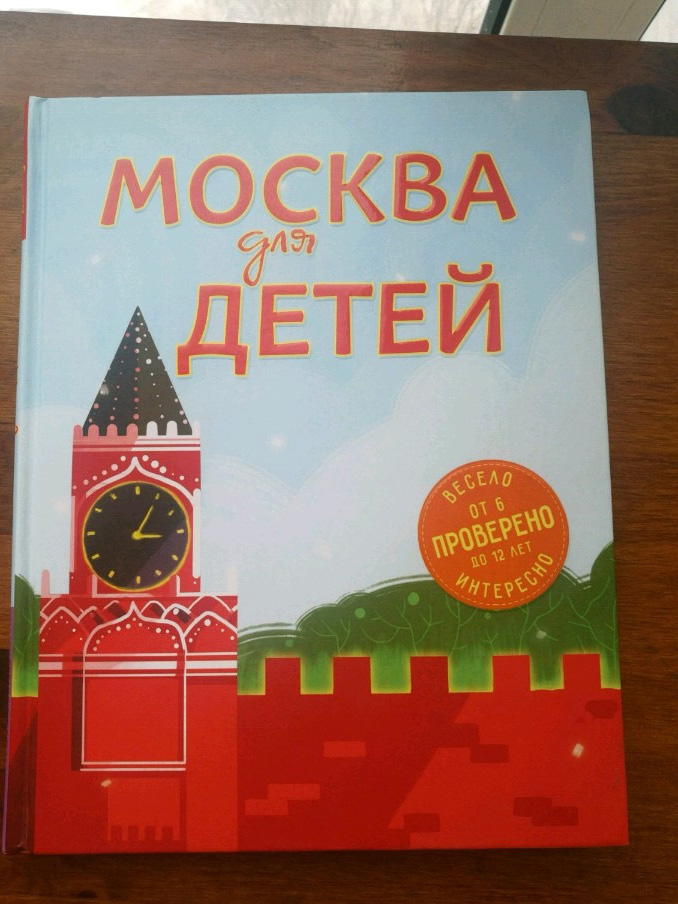 МОСКВА
для
ДЕТЕЙ
ВЕСЕЛО
ОТ 6
ПРОВЕРЕНО
ДО 12 ЛЕТ
ИНТЕРЕСНО